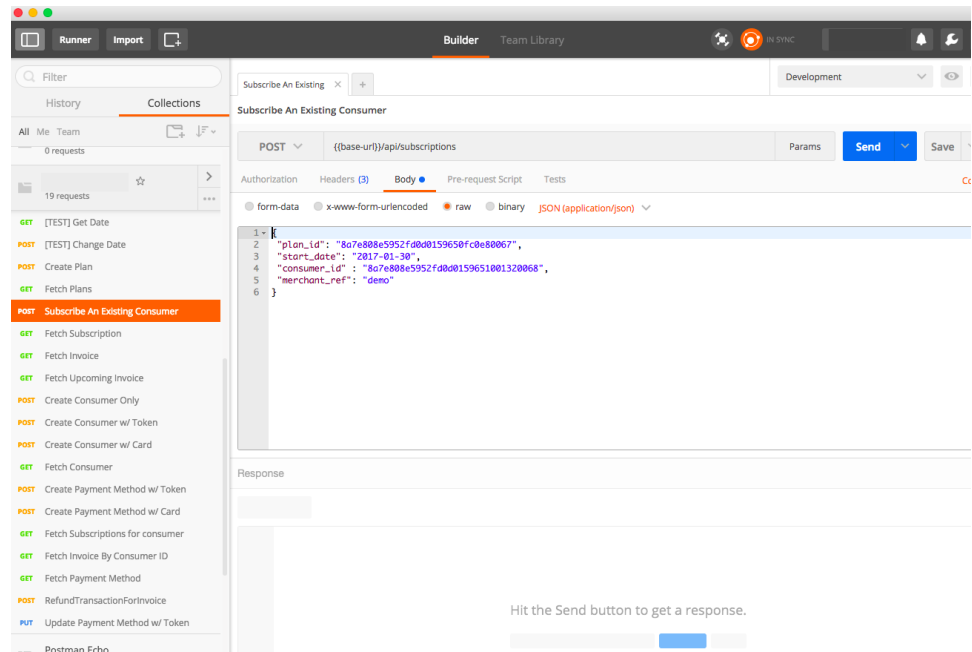 Runner Import Builder Team Library IN SYNC
Filter
History Collections
All Me Team
0 requests
19 requests
GET [TEST] Get Date
POST [TEST] Change Date
POST Create Plan
GET Fetch Plans
POST Subscribe An Existing Consumer
GET Fetch Subscription
GET Fetch Invoice
GET Fetch Upcoming Invoice
POST Create Consumer Only
POST Create Consumer w/ Token
POST Create Consumer w/ Card
GET Fetch Consumer
POST Create Payment Method w/ Token
POST Create Payment Method w/ Card
GET Fetch Subscriptions for consumer
GET Fetch Invoice By Consumer ID
GET Fetch Payment Method
POST RefundTransactionForInvoice
PUT Update Payment Method w/ Token
Postman Echo
Subscribe An Existing Development
Subscribe An Existing Consumer
POST {{base-url}}/api/subscriptions Params Send Save
Authorization Headers (3) Body Pre-request Script Tests Co
form-data x-www-form-urlencoded raw binary JSON (application/json)
1 {
2 "plan_id": "8a7e808e5952fd0d0159650fc0e80067",
3 "start_date": "2017-01-30",
4 "consumer_id" : "8a7e808e5952fd0d0159651001320068",
5 "merchant_ref": "demo"
6 }
Response
Hit the Send button to get a response.